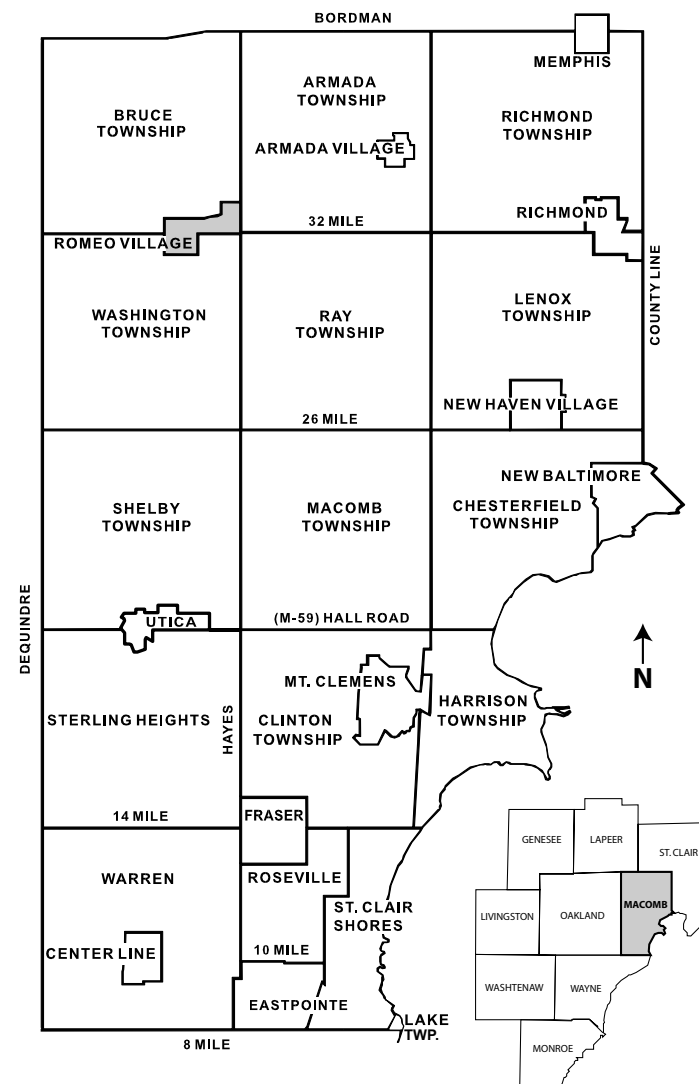 BORDMAN
MEMPHIS
ARMADA
TOWNSHIP
BRUCE
TOWNSHIP
RICHMOND
TOWNSHIP
ARMADA VILLAGE
RICHMOND
32 MILE
ROMEO VILLAGE
COUNTY LINE
WASHINGTON
TOWNSHIP
RAY
TOWNSHIP
LENOX
TOWNSHIP
NEW HAVEN VILLAGE
26 MILE
NEW BALTIMORE
SHELBY
TOWNSHIP
MACOMB
TOWNSHIP
CHESTERFIELD
TOWNSHIP
DEQUINDRE
UTICA
(M-59) HALL ROAD
N
MT. CLEMENS
STERLING HEIGHTS
HAYES
CLINTON
TOWNSHIP
HARRISON
TOWNSHIP
14 MILE
FRASER
WARREN
ROSEVILLE
ST. CLAIR
SHORES
CENTER LINE
10 MILE
EASTPOINTE
LAKE
TWP.
8 MILE
GENESEE
LAPEER
ST. CLAIR
LIVINGSTON
OAKLAND
MACOMB
WASHTENAW
WAYNE
MONROE